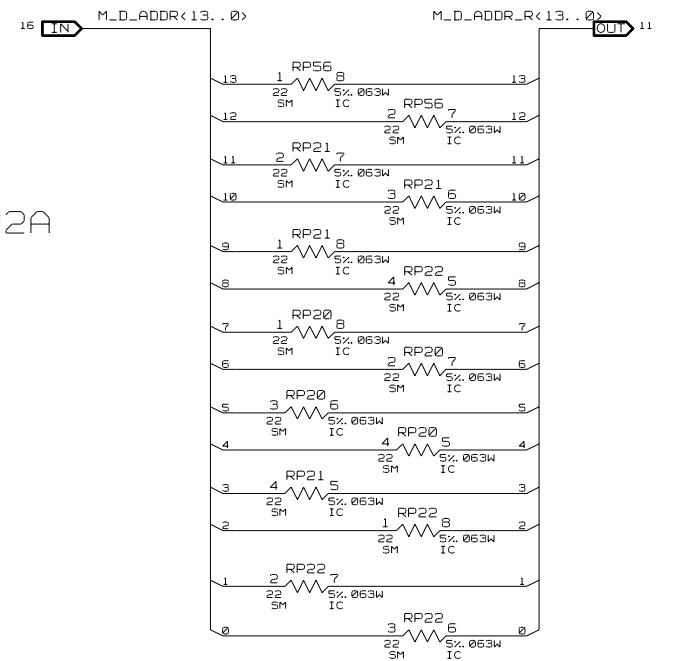 M_D_ADDR<13..0> M_D_ADDR_R<13..0>
16 IN OUT 11
RP56
13 1 8 13
22 5%.063W
SM IC
RP56
12 2 7 12
22 5%.063W
SM IC
RP21
11 2 7 11
22 5%.063W
SM IC
RP21
10 3 6 10
22 5%.063W
SM IC
2A
RP21
9 1 8 9
22 5%.063W
SM IC
RP22
8 4 5 8
22 5%.063W
SM IC
RP20
7 1 8 7
22 5%.063W
SM IC
RP20
6 2 7 6
22 5%.063W
SM IC
RP20
5 3 6 5
22 5%.063W
SM IC
RP20
4 4 5 4
22 5%.063W
SM IC
RP21
3 4 5 3
22 5%.063W
SM IC
RP22
2 1 8 2
22 5%.063W
SM IC
RP22
1 2 7 1
22 5%.063W
SM IC
RP22
0 3 6 0
22 5%.063W
SM IC